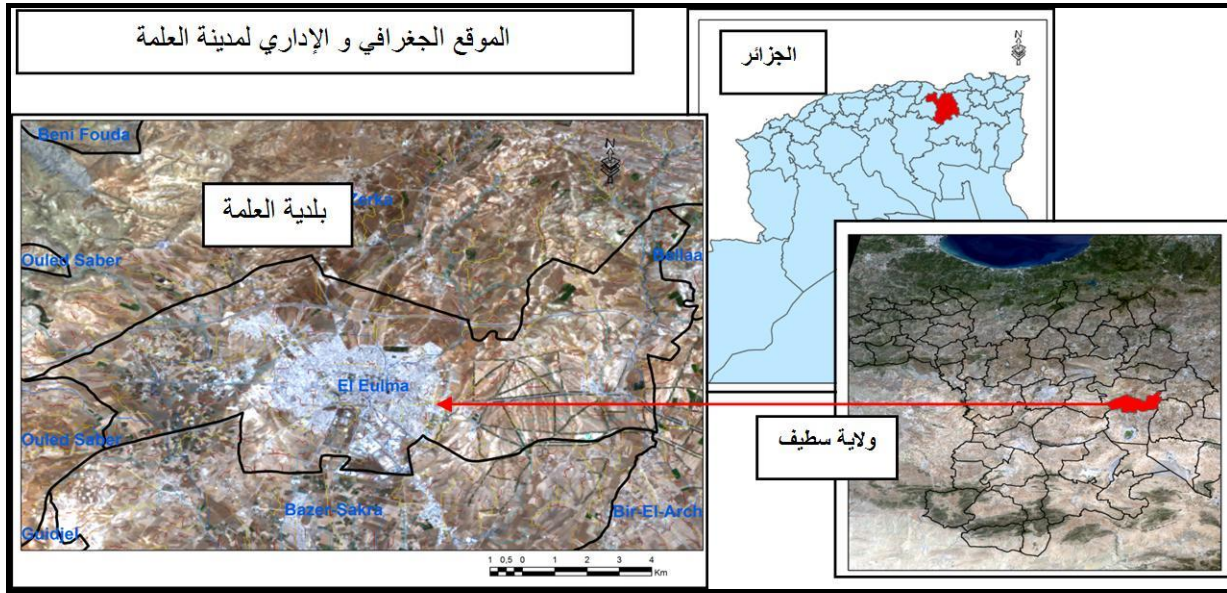 الموقع الجغرافي و الإداري لمدينة العلمة
N
الجزائر
Beni Fouda
N
بلدية العلمة
Zerka
Ouled Saber
Bellaa
El Eulma
ولاية سطيف
Ouled Saber
Bazer-Sakra
Guidjel
Bir-El-Arch
1 0,5 0 1 2 3 4
Km